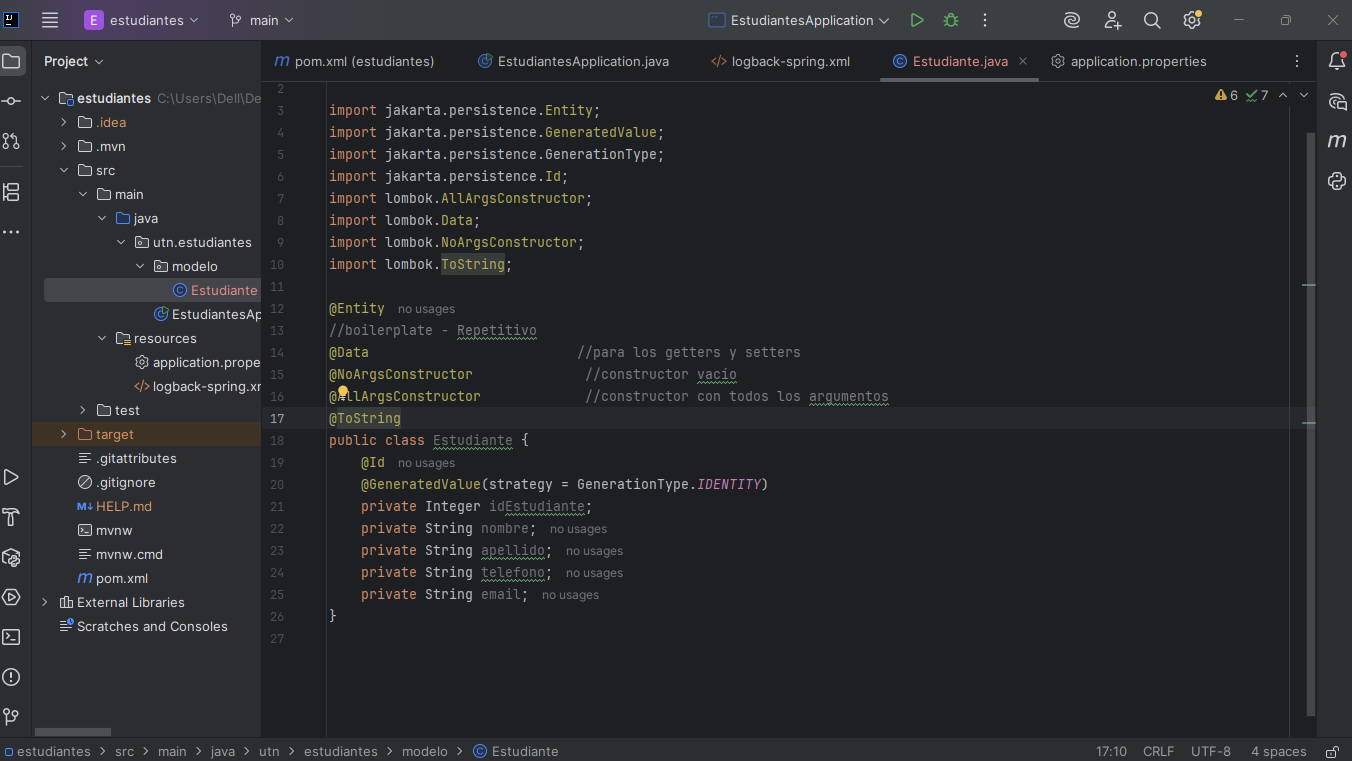 E estudiantes main EstudiantesApplication
Project
pom.xml (estudiantes) EstudiantesApplication.java logback-spring.xml Estudiante.java application.properties
estudiantes C:\Users\Dell\De
.idea
.mvn
src
main
java
utn.estudiantes
modelo
Estudiante
EstudiantesAp
resources
application.prope
logback-spring.xr
test
target
.gitattributes
.gitignore
HELP.md
mvnw
mvnw.cmd
pom.xml
External Libraries
Scratches and Consoles
6 7
2
3 import jakarta.persistence.Entity;
4 import jakarta.persistence.GeneratedValue;
5 import jakarta.persistence.GenerationType;
6 import jakarta.persistence.Id;
7 import lombok.AllArgsConstructor;
8 import lombok.Data;
9 import lombok.NoArgsConstructor;
10 import lombok.ToString;
11
12 @Entity no usages
13 //boilerplate - Repetitivo
14 @Data //para los getters y setters
15 @NoArgsConstructor //constructor vacio
16 @AllArgsConstructor //constructor con todos los argumentos
17 @ToString
18 public class Estudiante {
19 @Id no usages
20 @GeneratedValue(strategy = GenerationType.IDENTITY)
21 private Integer idEstudiante;
22 private String nombre; no usages
23 private String apellido; no usages
24 private String telefono; no usages
25 private String email; no usages
26 }
27
estudiantes > src > main > java > utn > estudiantes > modelo > Estudiante 17:10 CRLF UTF-8 4 spaces